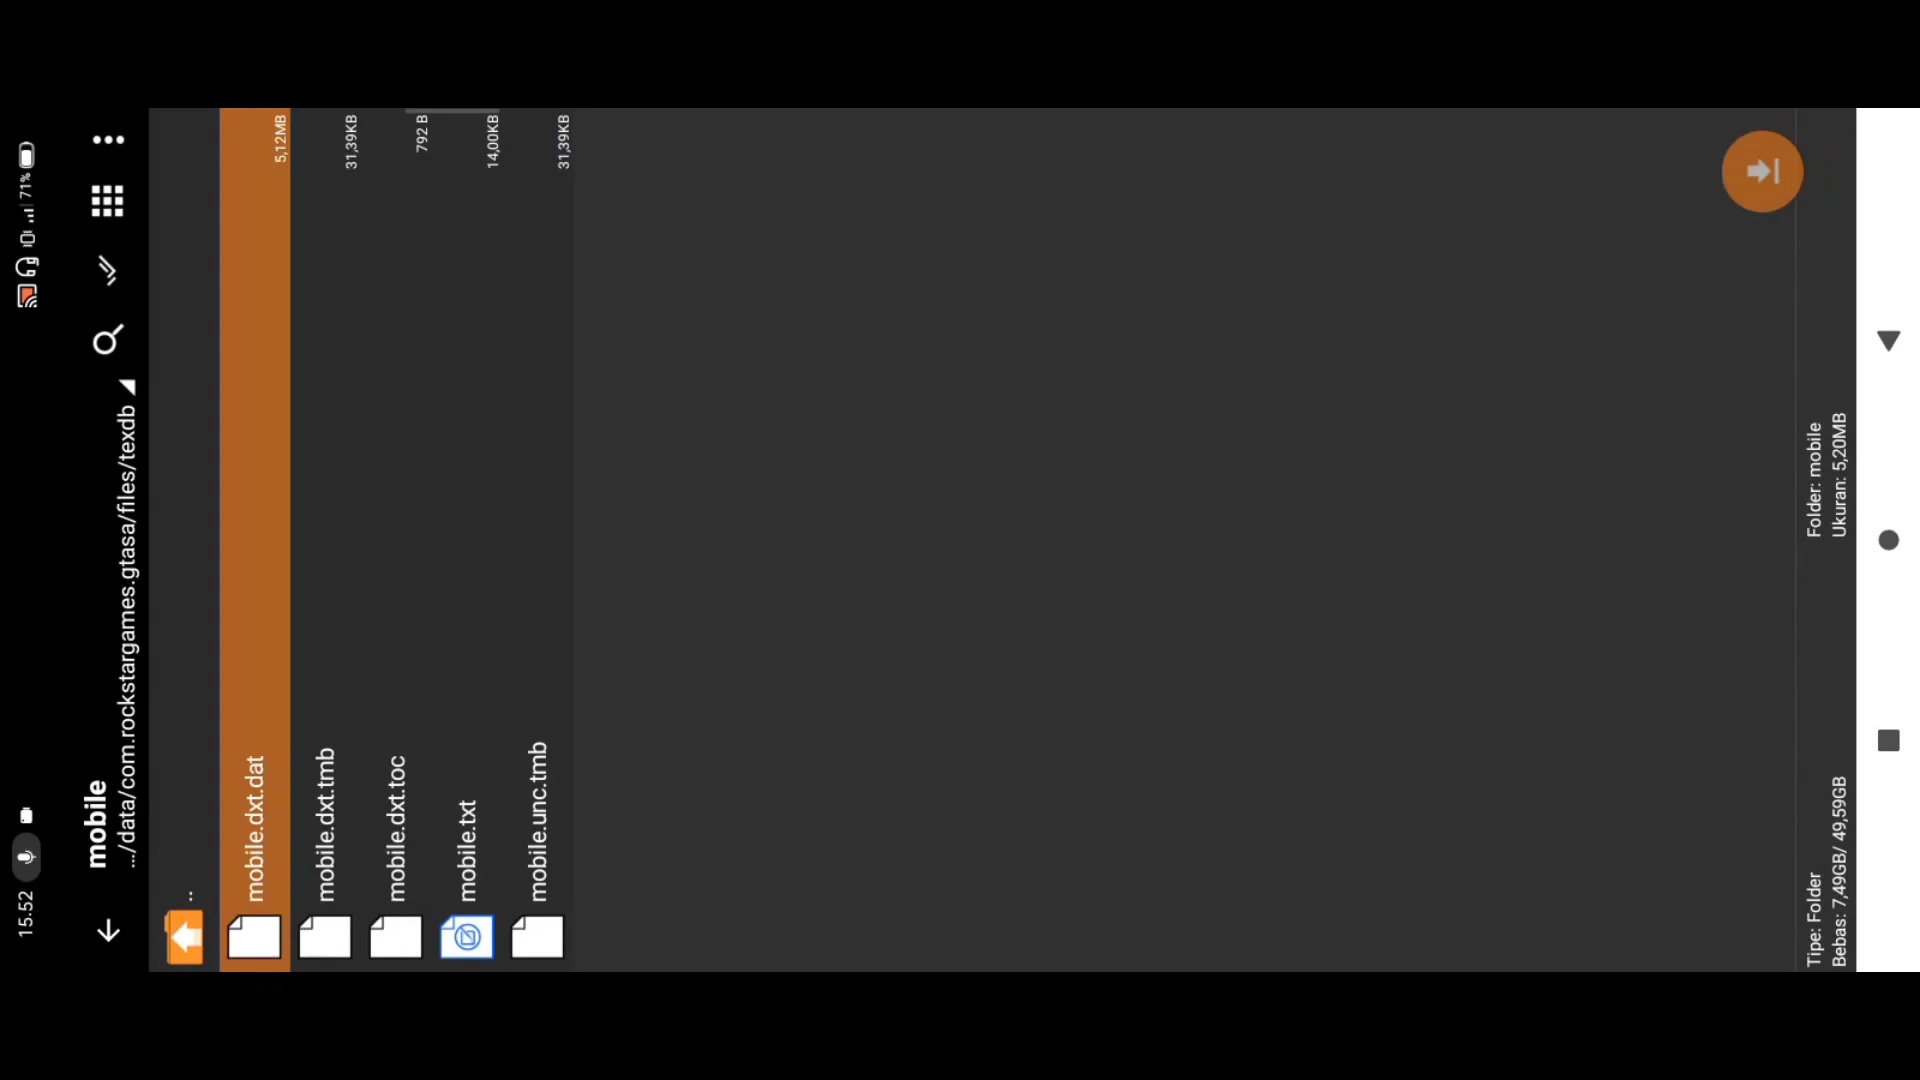 15.52
71%
mobile
.../data/com.rockstargames.gtasa/files/texdb
..
mobile.dxt.dat
5,12MB
mobile.dxt.tmb
31,39KB
mobile.dxt.toc
792 B
mobile.txt
14,00KB
mobile.unc.tmb
31,39KB
Tipe: Folder
Folder: mobile
Bebas: 7,49GB/ 49,59GB
Ukuran: 5,20MB